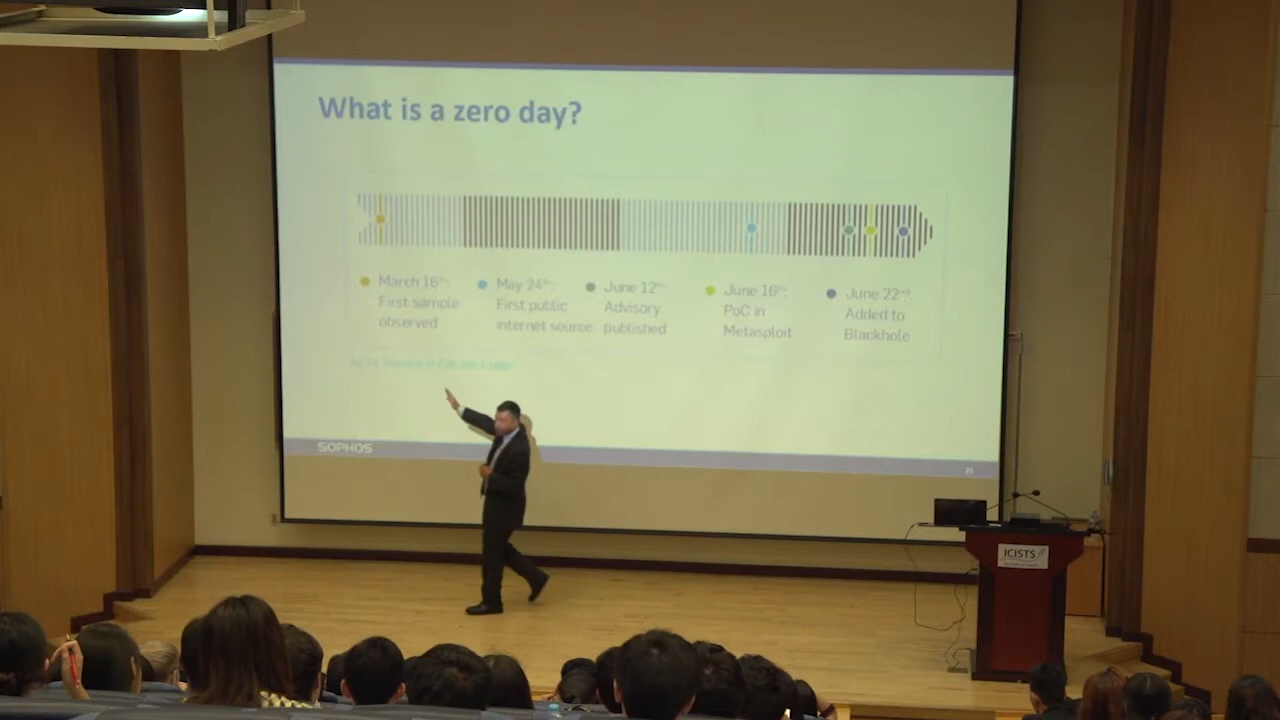 What is a zero day?
March 16th:
First sample
observed
May 24th:
First public
internet source
June 12th:
Advisory
published
June 16th:
PoC in
Metasploit
June 22nd:
Added to
Blackhole
SOPHOS
ICISTS